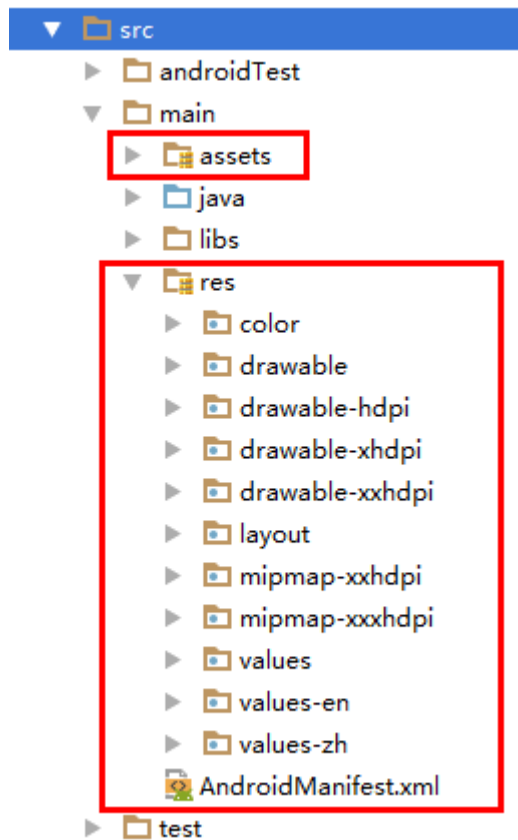 src
androidTest
main
assets
java
libs
res
color
drawable
drawable-hdpi
drawable-xhdpi
drawable-xxhdpi
layout
mipmap-xxhdpi
mipmap-xxxhdpi
values
values-en
values-zh
AndroidManifest.xml
test